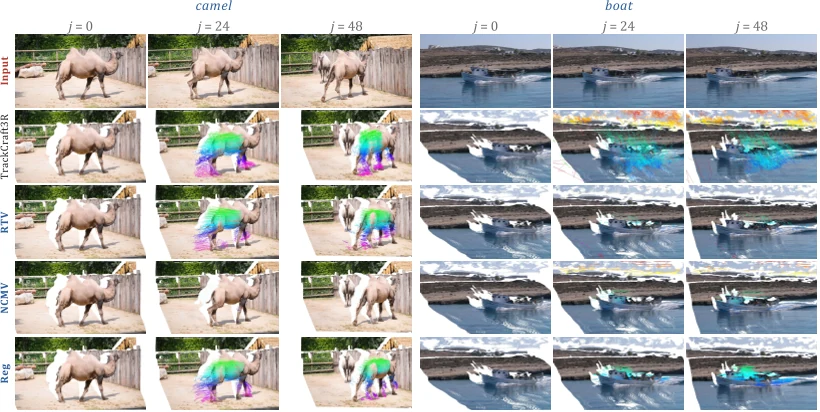 camel
boat
j = 0
j = 24
j = 48
j = 0
j = 24
j = 48
Input
TrackCraft3R
RTV
NCMV
Reg